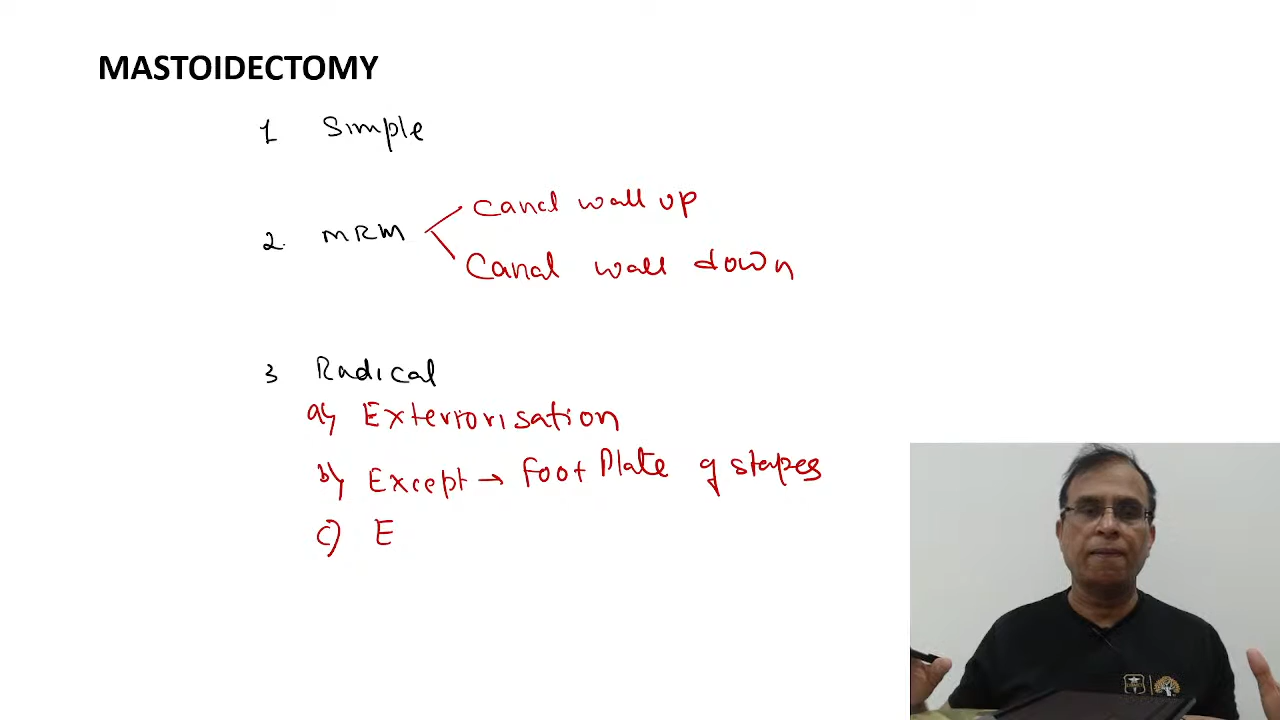 MASTOIDECTOMY
1 Simple
2. MRM
Canal wall up
Canal wall down
3 Radical
a) Exteriorisation
b) Except → Foot Plate of stapes
c) E